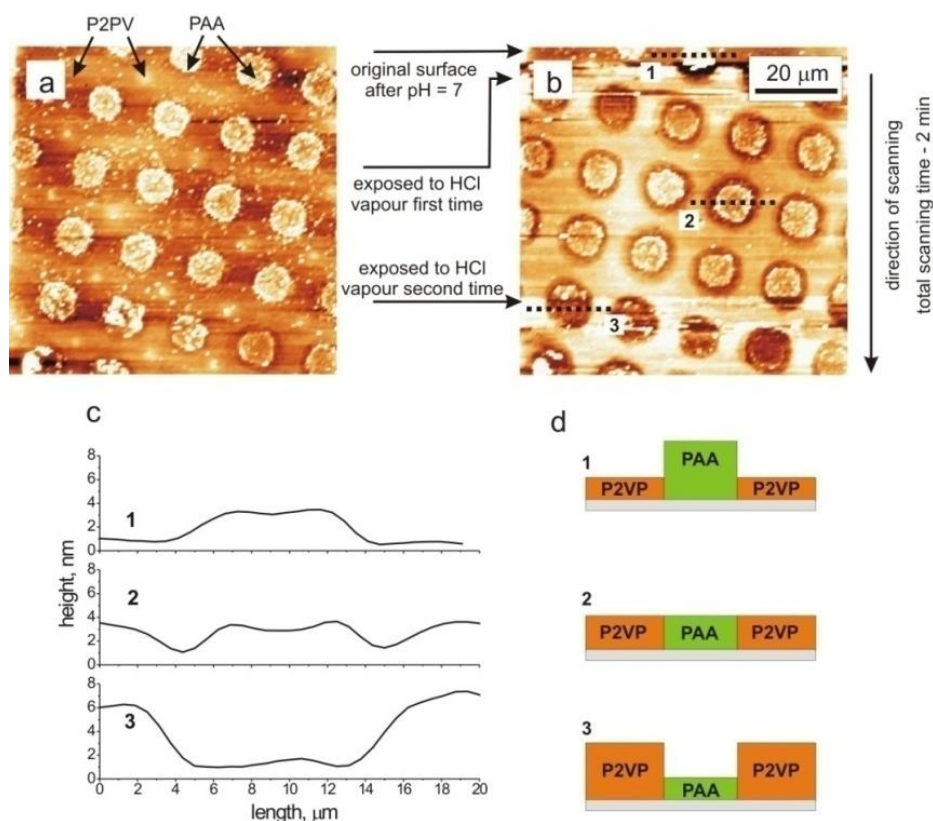 P2PV
PAA
a
original surface
after pH = 7
exposed to HCl
vapour first time
exposed to HCl
vapour second time
b
1
20 μm
2
3
direction of scanning
total scanning time - 2 min
c
height, nm
8
6
4
2
0
1
8
6
4
2
0
2
8
6
4
2
0
3
0 2 4 6 8 10 12 14 16 18 20
length, μm
d
1
P2VP PAA P2VP
2
P2VP PAA P2VP
3
P2VP PAA P2VP